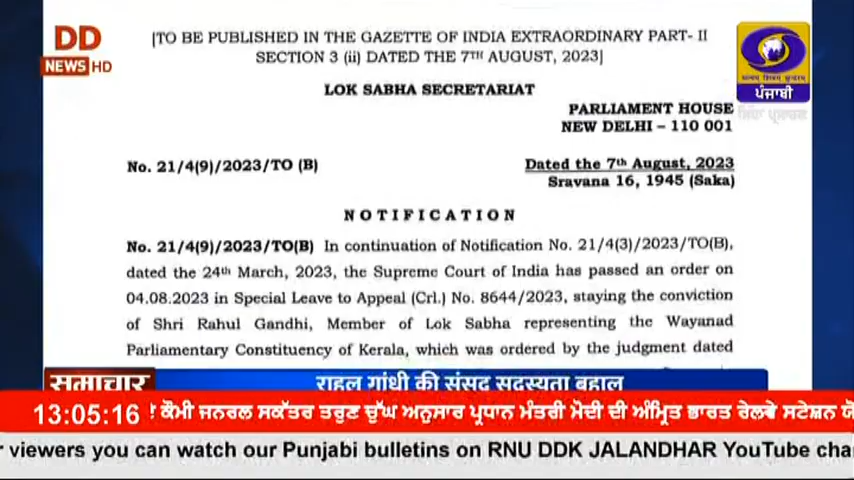 DD
NEWS HD
[TO BE PUBLISHED IN THE GAZETTE OF INDIA EXTRAORDINARY PART- II
SECTION 3 (ii) DATED THE 7TH AUGUST, 2023]
LOK SABHA SECRETARIAT
PARLIAMENT HOUSE
NEW DELHI – 110 001
ਪੰਜਾਬੀ
No. 21/4(9)/2023/TO (B)
Dated the 7th August, 2023
Sravana 16, 1945 (Saka)
NOTIFICATION
No. 21/4(9)/2023/TO(B) In continuation of Notification No. 21/4(3)/2023/TO(B),
dated the 24th March, 2023, the Supreme Court of India has passed an order on
04.08.2023 in Special Leave to Appeal (Crl.) No. 8644/2023, staying the conviction
of Shri Rahul Gandhi, Member of Lok Sabha representing the Wayanad
Parliamentary Constituency of Kerala, which was ordered by the judgment dated
समाचार
राहुल गांधी की संसद सदस्यता बहाल
13:05:16 ! ਕੌਮੀ ਜਨਰਲ ਸਕੱਤਰ ਤਰੁਣ ਚੁੱਘ ਅਨੁਸਾਰ ਪ੍ਰਧਾਨ ਮੰਤਰੀ ਮੋਦੀ ਦੀ ਅੰਮ੍ਰਿਤ ਭਾਰਤ ਰੇਲਵੇ ਸਟੇਸ਼ਨ ਯੋ
r viewers you can watch our Punjabi bulletins on RNU DDK JALANDHAR YouTube cha